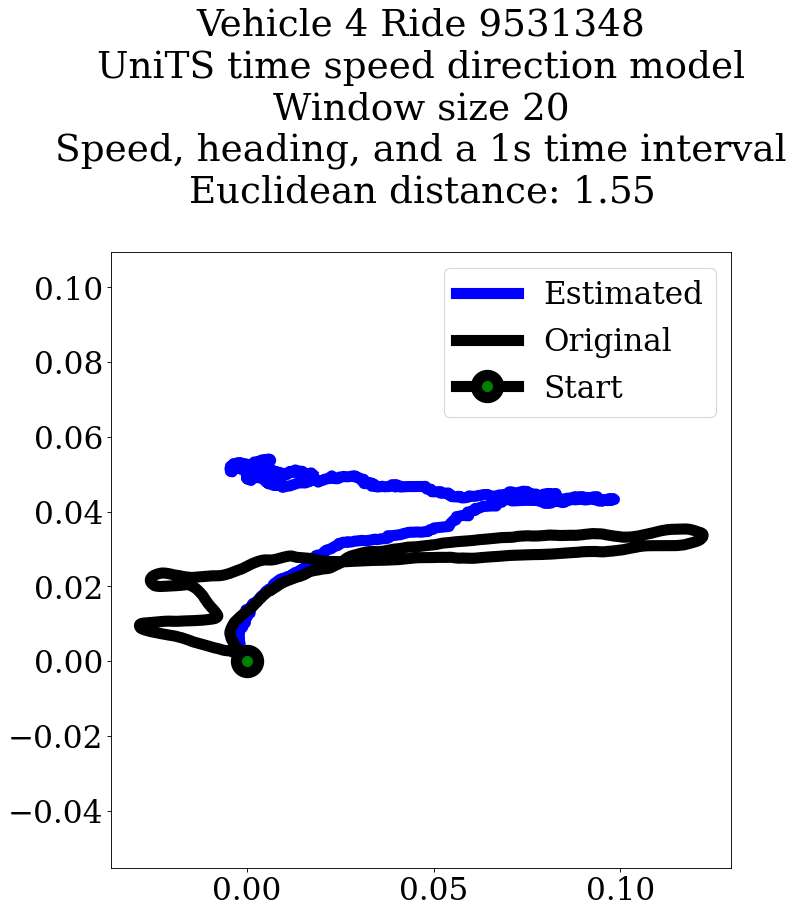 Vehicle 4 Ride 9531348
UniTS time speed direction model
Window size 20
Speed, heading, and a 1s time interval
Euclidean distance: 1.55
Estimated
Original
Start
0.10
0.08
0.06
0.04
0.02
0.00
−0.02
−0.04
0.00 0.05 0.10